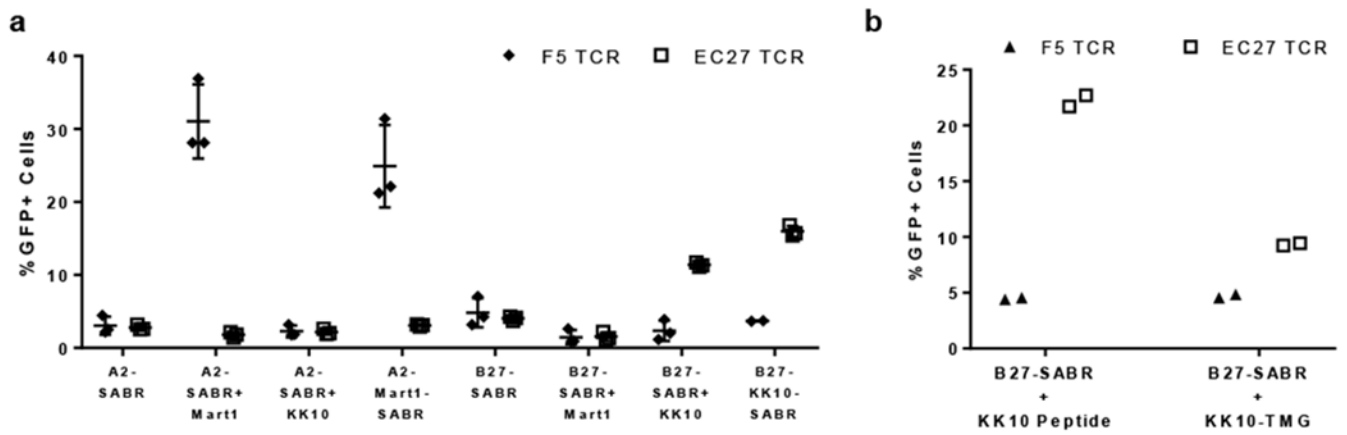 a
F5 TCR
EC27 TCR
%GFP+ Cells
40
30
20
10
0
A2-
SABR
A2-
SABR+
Mart1
A2-
SABR+
KK10
A2-
Mart1-
SABR
B27-
SABR
B27-
SABR+
Mart1
B27-
SABR+
KK10
B27-
KK10-
SABR
b
F5 TCR
EC27 TCR
%GFP+ Cells
25
20
15
10
5
0
B27-SABR
+
KK10 Peptide
B27-SABR
+
KK10-TMG